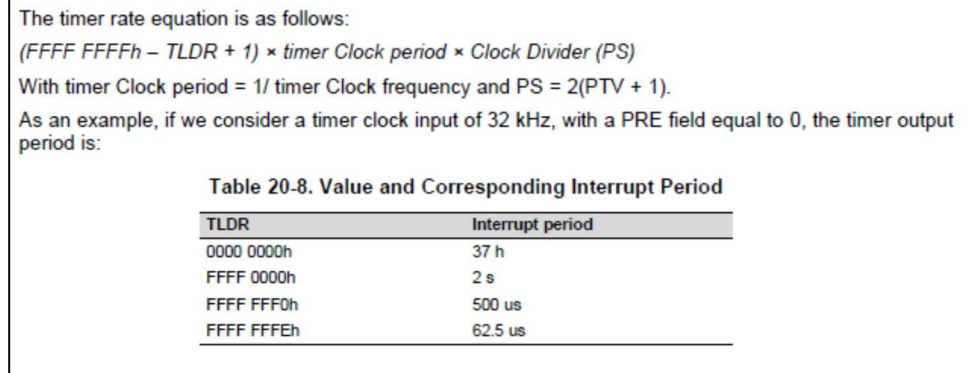 The timer rate equation is as follows:
(FFFF FFFFh – TLDR + 1) × timer Clock period × Clock Divider (PS)
With timer Clock period = 1/ timer Clock frequency and PS = 2(PTV + 1).
As an example, if we consider a timer clock input of 32 kHz, with a PRE field equal to 0, the timer output
period is:
Table 20-8. Value and Corresponding Interrupt Period
TLDR Interrupt period
0000 0000h 37 h
FFFF 0000h 2 s
FFFF FFF0h 500 us
FFFF FFFEh 62.5 us